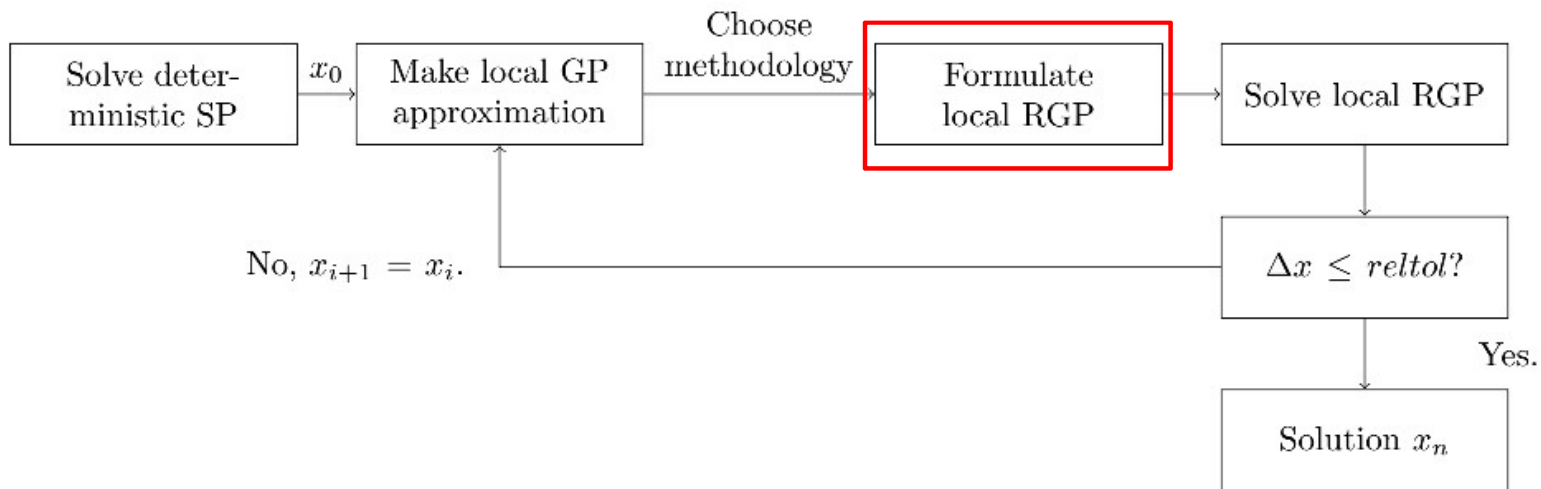 Solve deter-
ministic SP
x₀
Make local GP
approximation
Choose
methodology
Formulate
local RGP
Solve local RGP
No, xᵢ₊₁ = xᵢ.
Δx ≤ reltol?
Yes.
Solution xₙ